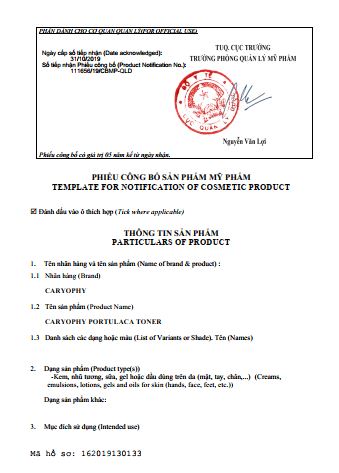 PHẦN DÀNH CHO CƠ QUAN QUẢN LÝ(FOR OFFICIAL USE)
Ngày cấp số tiếp nhận (Date acknowledged):
31/10/2019
Số tiếp nhận Phiếu công bố (Product Notification No.):
111656/19/CBMP-QLD
TUQ. CỤC TRƯỞNG
TRƯỞNG PHÒNG QUẢN LÝ MỸ PHẨM
BỘ Y TẾ
CỤC QUẢN LÝ
Nguyễn Văn Lợi
Phiếu công bố có giá trị 05 năm kể từ ngày nhận.
PHIẾU CÔNG BỐ SẢN PHẨM MỸ PHẨM
TEMPLATE FOR NOTIFICATION OF COSMETIC PRODUCT
☑ Đánh dấu vào ô thích hợp (Tick where applicable)
THÔNG TIN SẢN PHẨM
PARTICULARS OF PRODUCT
1. Tên nhãn hàng và tên sản phẩm (Name of brand & product) :
1.1 Nhãn hàng (Brand)
CARYOPHY
1.2 Tên sản phẩm (Product Name)
CARYOPHY PORTULACA TONER
1.3 Danh sách các dạng hoặc màu (List of Variants or Shade). Tên (Names)
2. Dạng sản phẩm (Product type(s))
-Kem, nhũ tương, sữa, gel hoặc dầu dùng trên da (mặt, tay, chân,...) (Creams,
emulsions, lotions, gels and oils for skin (hands, face, feet, etc.))
Dạng sản phẩm khác:
3. Mục đích sử dụng (Intended use)
Mã hồ sơ: 162019130133